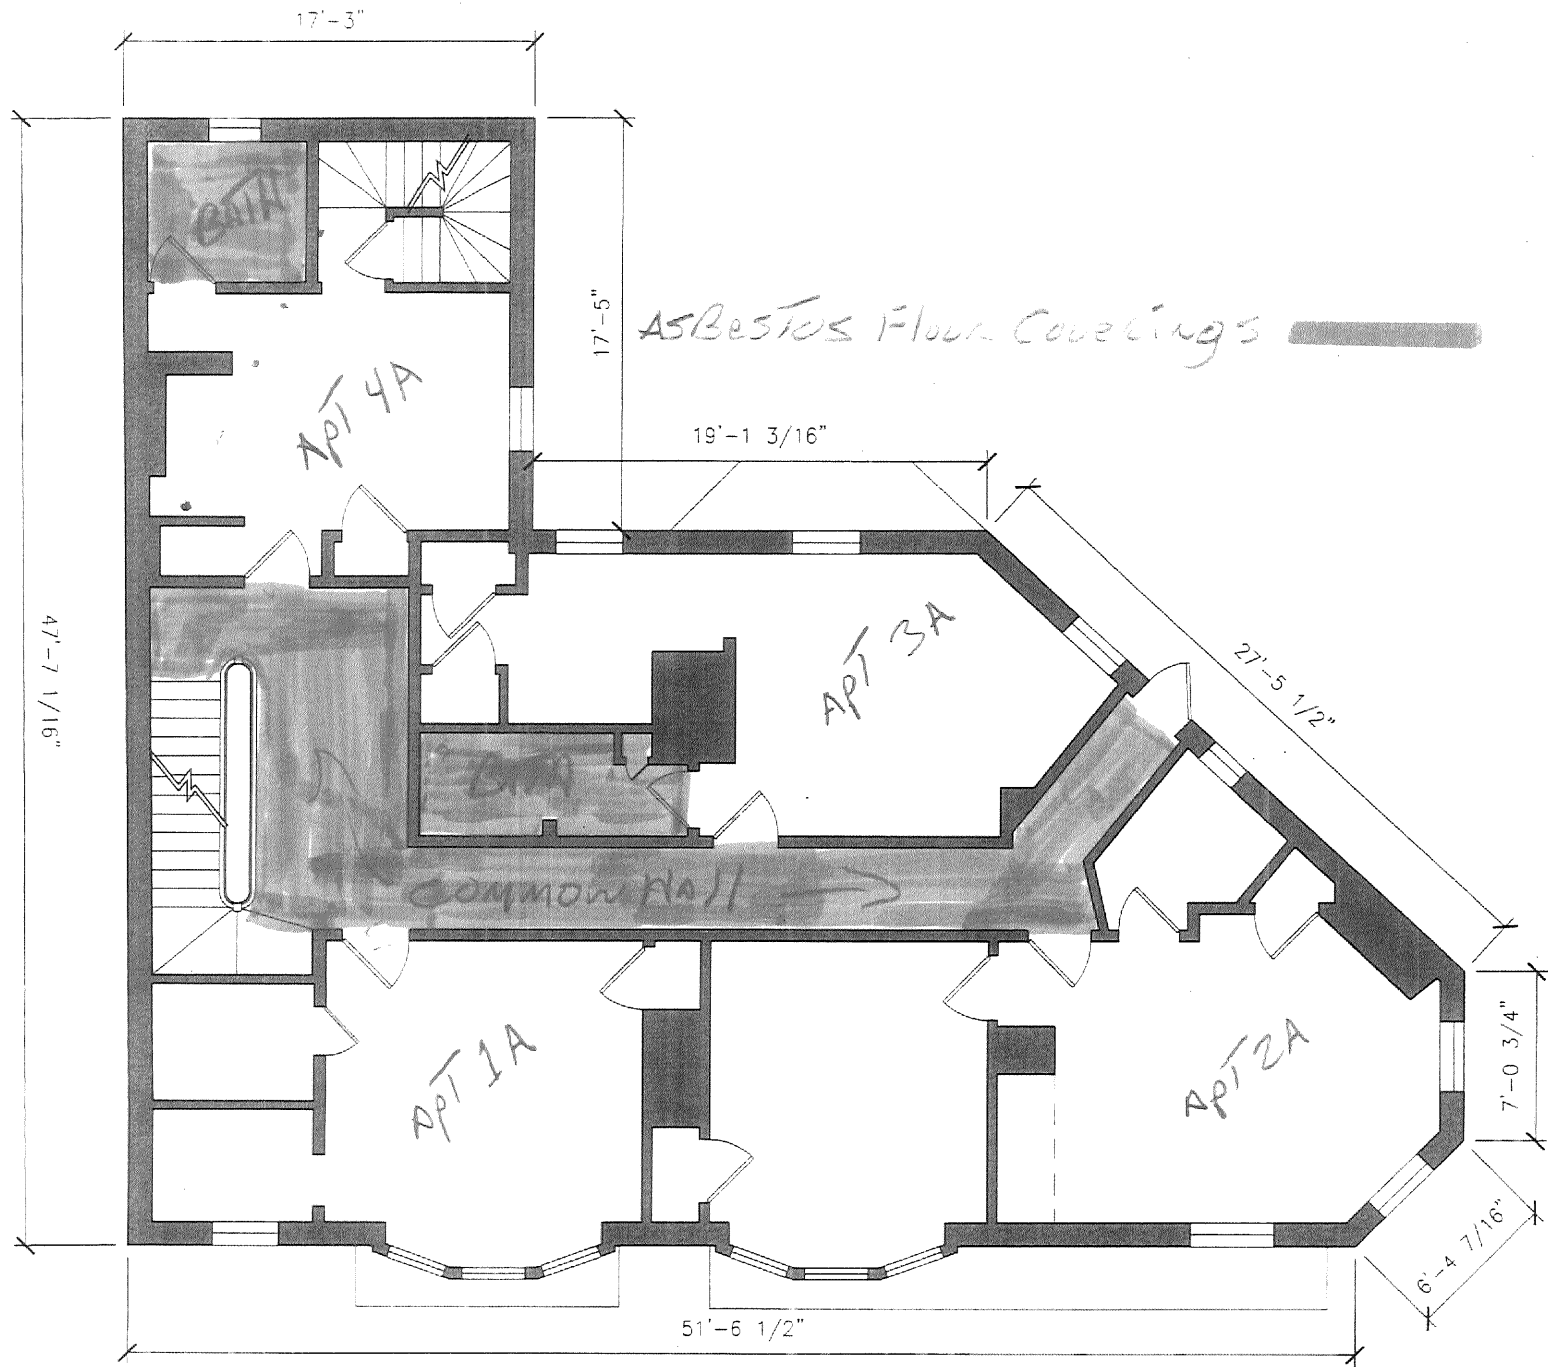 17'-3"
BATH
17'-5"
ASBesTos Floor Coverings
APT 4A
19'-1 3/16"
47'-7 1/16"
APT 3A
27'-5 1/2"
BATH
COMMON HAll
APT 1A
APT 2A
7'-0 3/4"
6'-4 7/16"
51'-6 1/2"